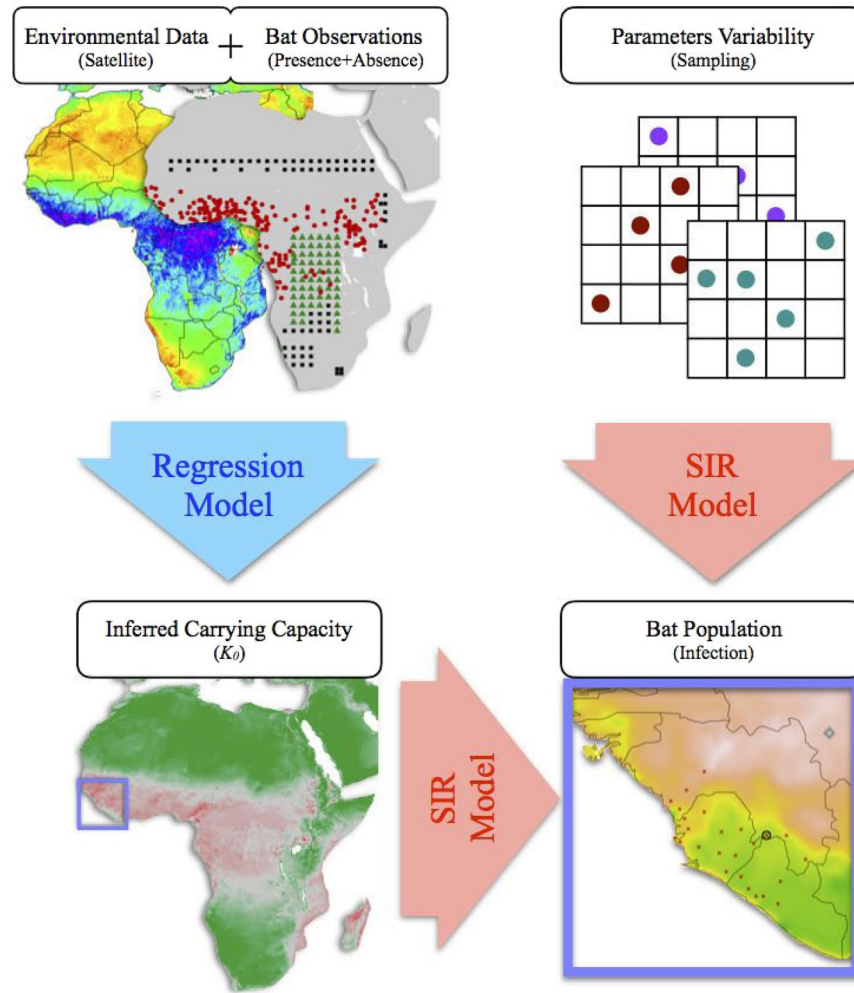 Environmental Data + Bat Observations
(Satellite) (Presence+Absence)
Parameters Variability
(Sampling)
Regression
Model
SIR
Model
Inferred Carrying Capacity
(K₀)
SIR
Model
Bat Population
(Infection)